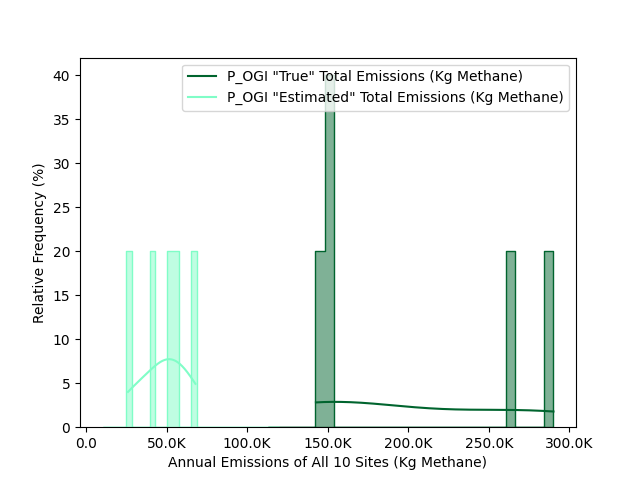 P_OGI "True" Total Emissions (Kg Methane)
P_OGI "Estimated" Total Emissions (Kg Methane)
40
35
30
25
20
15
10
5
0
Relative Frequency (%)
0.0 50.0K 100.0K 150.0K 200.0K 250.0K 300.0K
Annual Emissions of All 10 Sites (Kg Methane)